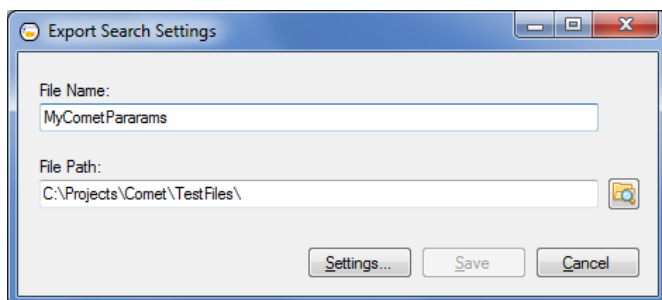 Export Search Settings
File Name:
MyCometPararams
File Path:
C:\Projects\Comet\TestFiles\
Settings... Save Cancel